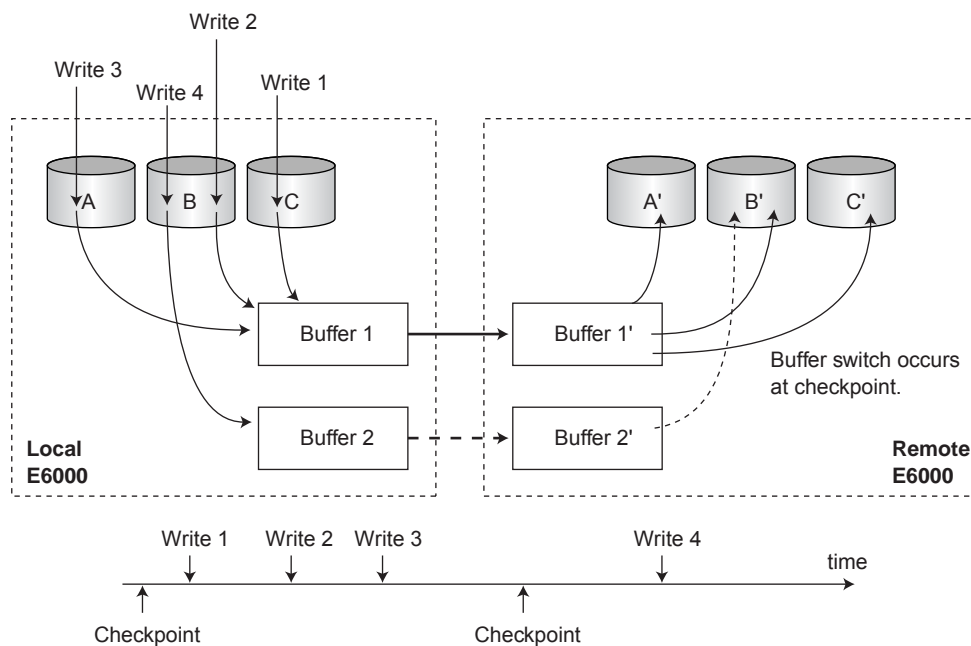 Write 2
Write 3
Write 4
Write 1
A
B
C
A'
B'
C'
Buffer 1
Buffer 1'
Buffer switch occurs
at checkpoint.
Buffer 2
Buffer 2'
Local
E6000
Remote
E6000
Write 1
Write 2
Write 3
Write 4
time
Checkpoint
Checkpoint